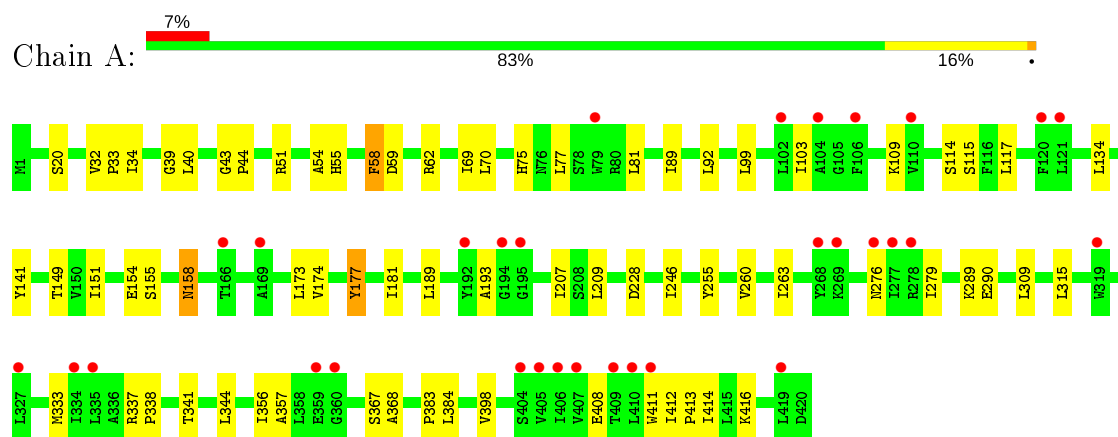 7%
Chain A:
83%
16%
•
M1 S20 V32 P33 I34 G39 L40 G43 P44 R51 A54 H55 F58 D59 R62 I69 L70 H75 N76 L77 S78 W79 R80 L81 I89 L92 L99 L102 I103 A104 G105 F106 K109 V110 S114 S115 F116 L117 F120 L121 L134
Y141 T149 V150 I151 E154 S155 N158 T166 A169 L173 V174 Y177 I181 L189 Y192 A193 G194 G195 I207 S208 L209 D228 I246 Y255 V260 I263 Y268 K269 N276 I277 R278 I279 K289 E290 L309 L315 W319
L327 M333 I334 L335 A336 R337 P338 T341 L344 I356 A357 L358 E359 G360 S367 A368 P383 L384 V398 S404 V405 I406 V407 E408 T409 L410 W411 I412 P413 I414 L415 K416 L419 D420